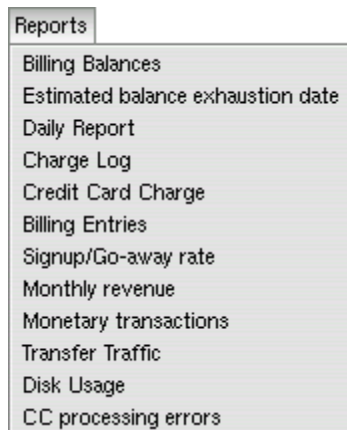 Reports
Billing Balances
Estimated balance exhaustion date
Daily Report
Charge Log
Credit Card Charge
Billing Entries
Signup/Go-away rate
Monthly revenue
Monetary transactions
Transfer Traffic
Disk Usage
CC processing errors